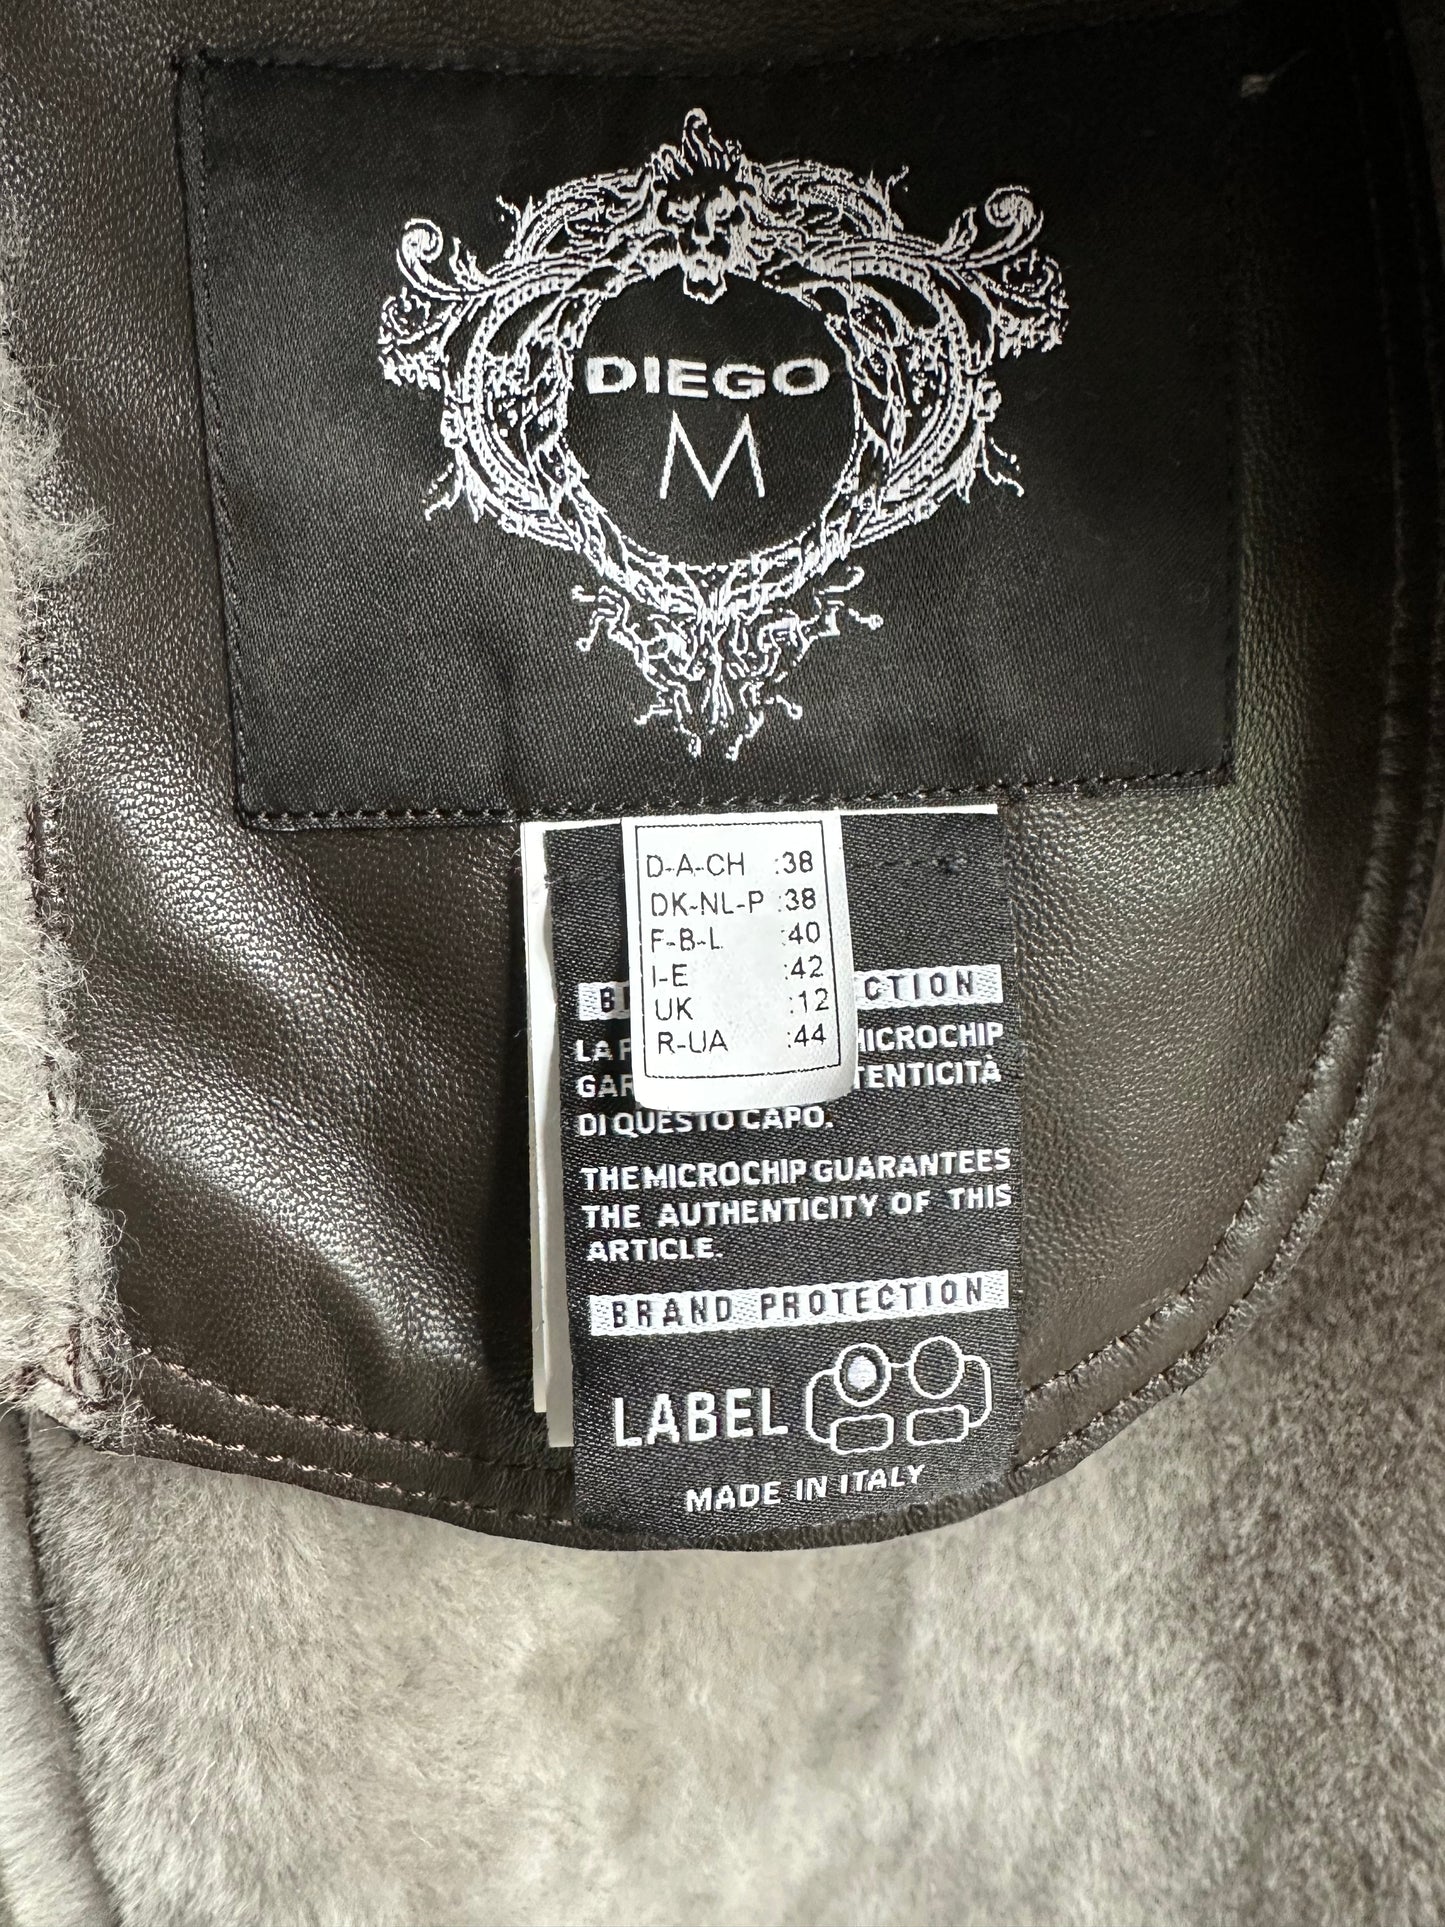 DIEGO
M
D-A-CH :38
DK-NL-P :38
F-B-L :40
I-E :42
UK :12
R-UA :44
MICROCHIP
DI QUESTO CAPO.
THE MICROCHIP GUARANTEES
THE AUTHENTICITY OF THIS
ARTICLE.
BRAND PROTECTION
LABEL
MADE IN ITALY